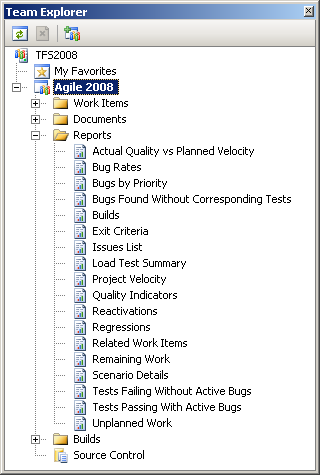 Team Explorer
TFS2008
My Favorites
Agile 2008
Work Items
Documents
Reports
Actual Quality vs Planned Velocity
Bug Rates
Bugs by Priority
Bugs Found Without Corresponding Tests
Builds
Exit Criteria
Issues List
Load Test Summary
Project Velocity
Quality Indicators
Reactivations
Regressions
Related Work Items
Remaining Work
Scenario Details
Tests Failing Without Active Bugs
Tests Passing With Active Bugs
Unplanned Work
Builds
Source Control